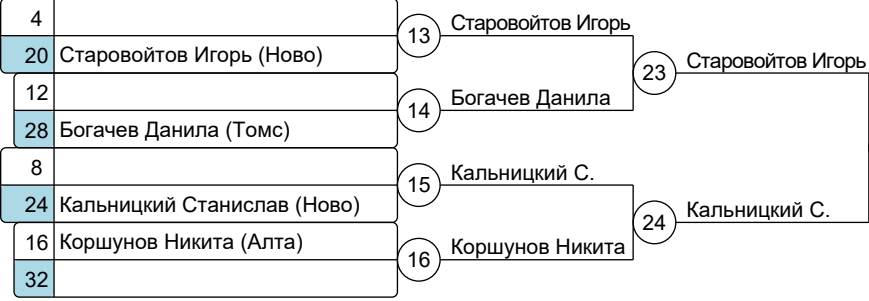 4
20 Старовойтов Игорь (Ново)
12
28 Богачев Данила (Томс)
8
24 Кальницкий Станислав (Ново)
16 Коршунов Никита (Алта)
32
13
Старовойтов Игорь
14
Богачев Данила
15
Кальницкий С.
16
Коршунов Никита
23
Старовойтов Игорь
24
Кальницкий С.